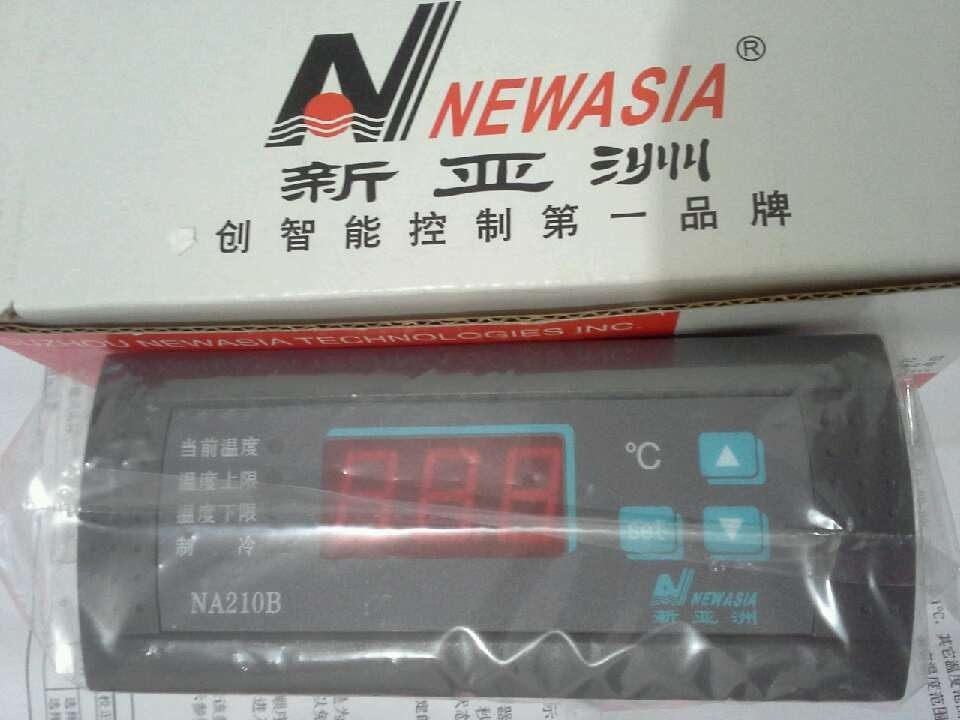 NEWASIA®
新亚洲
创智能控制第一品牌
SUZHOU NEWASIA TECHNOLOGIES INC.
当前温度
温度上限
温度下限
制 冷
NA210B
℃
set
NEWASIA
新亚洲